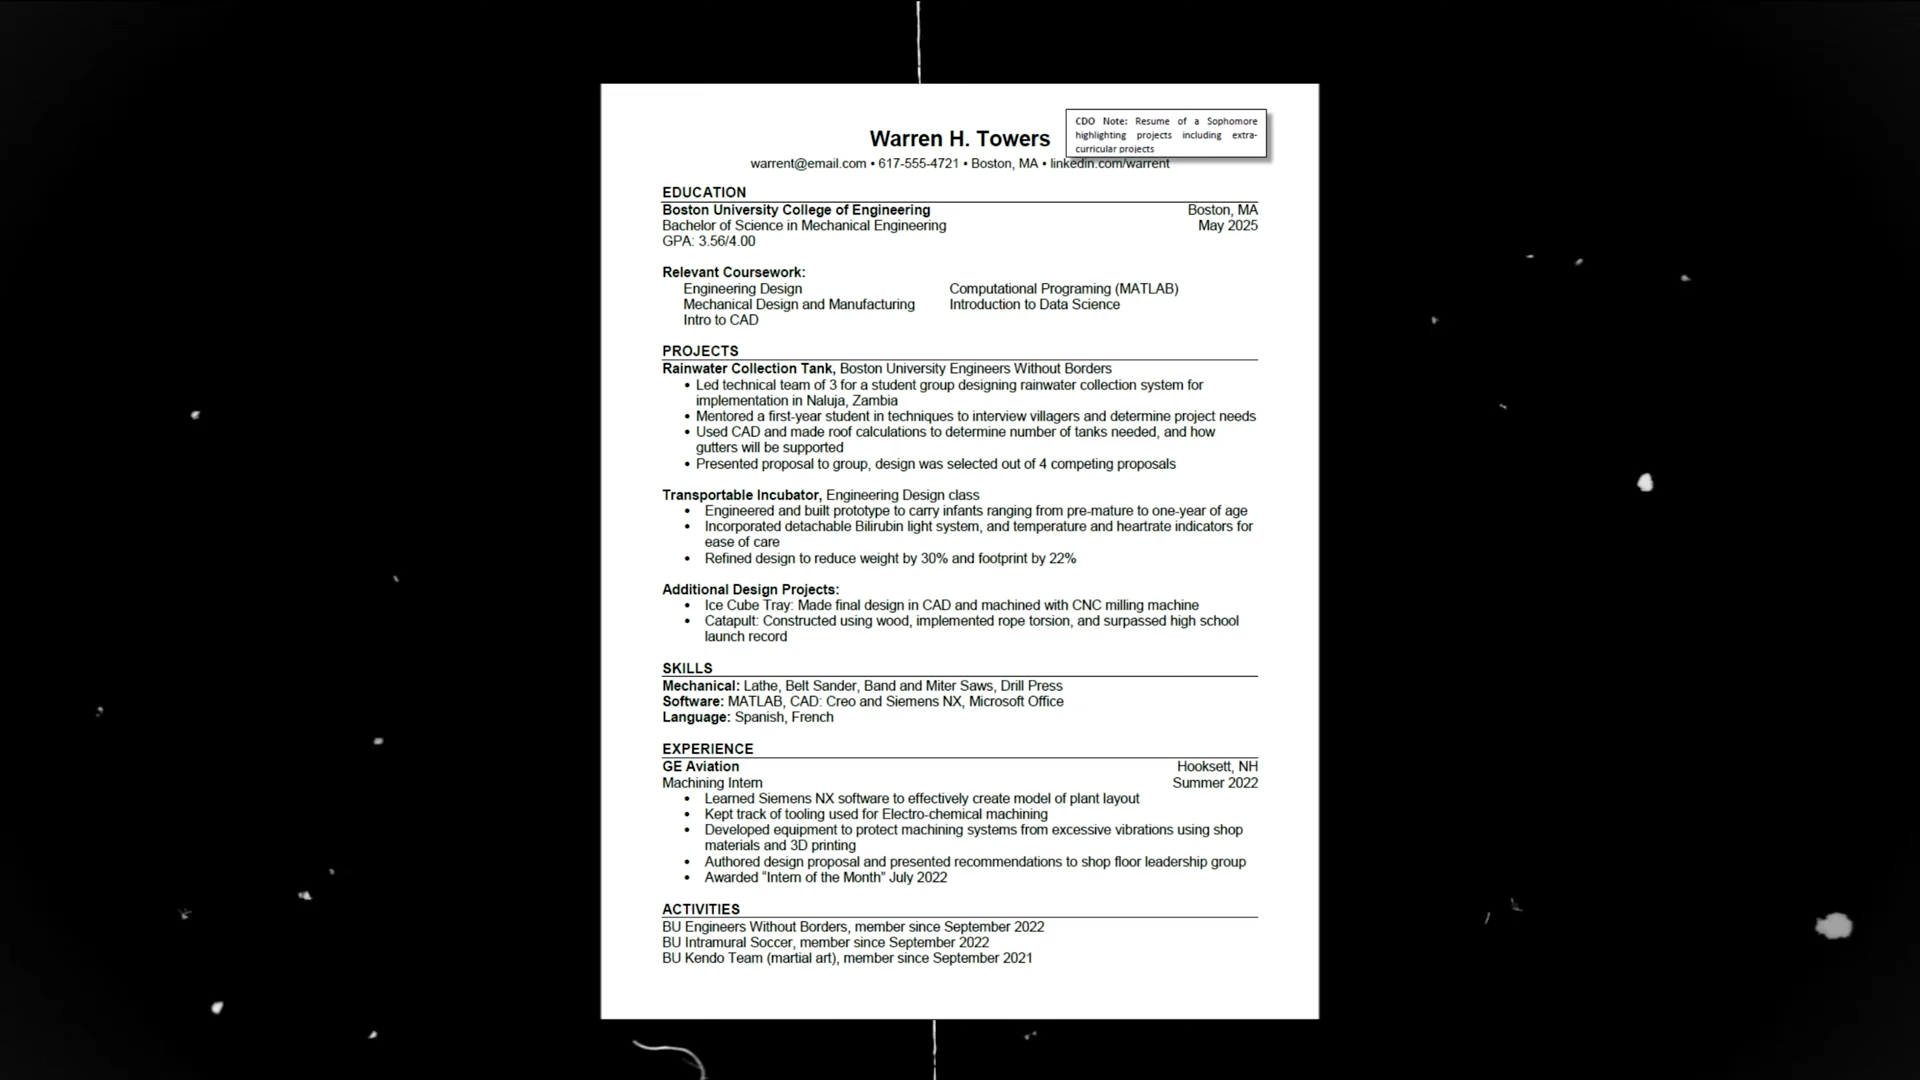 CDO Note: Resume of a Sophomore
highlighting projects including extra-
curricular projects
Warren H. Towers
warrent@email.com • 617-555-4721 • Boston, MA • linkedin.com/warrent
EDUCATION
Boston University College of Engineering Boston, MA
Bachelor of Science in Mechanical Engineering May 2025
GPA: 3.56/4.00
Relevant Coursework:
Engineering Design Computational Programing (MATLAB)
Mechanical Design and Manufacturing Introduction to Data Science
Intro to CAD
PROJECTS
Rainwater Collection Tank, Boston University Engineers Without Borders
• Led technical team of 3 for a student group designing rainwater collection system for
implementation in Naluja, Zambia
• Mentored a first-year student in techniques to interview villagers and determine project needs
• Used CAD and made roof calculations to determine number of tanks needed, and how
gutters will be supported
• Presented proposal to group, design was selected out of 4 competing proposals
Transportable Incubator, Engineering Design class
• Engineered and built prototype to carry infants ranging from pre-mature to one-year of age
• Incorporated detachable Bilirubin light system, and temperature and heartrate indicators for
ease of care
• Refined design to reduce weight by 30% and footprint by 22%
Additional Design Projects:
• Ice Cube Tray: Made final design in CAD and machined with CNC milling machine
• Catapult: Constructed using wood, implemented rope torsion, and surpassed high school
launch record
SKILLS
Mechanical: Lathe, Belt Sander, Band and Miter Saws, Drill Press
Software: MATLAB, CAD: Creo and Siemens NX, Microsoft Office
Language: Spanish, French
EXPERIENCE
GE Aviation Hooksett, NH
Machining Intern Summer 2022
• Learned Siemens NX software to effectively create model of plant layout
• Kept track of tooling used for Electro-chemical machining
• Developed equipment to protect machining systems from excessive vibrations using shop
materials and 3D printing
• Authored design proposal and presented recommendations to shop floor leadership group
• Awarded “Intern of the Month” July 2022
ACTIVITIES
BU Engineers Without Borders, member since September 2022
BU Intramural Soccer, member since September 2022
BU Kendo Team (martial art), member since September 2021